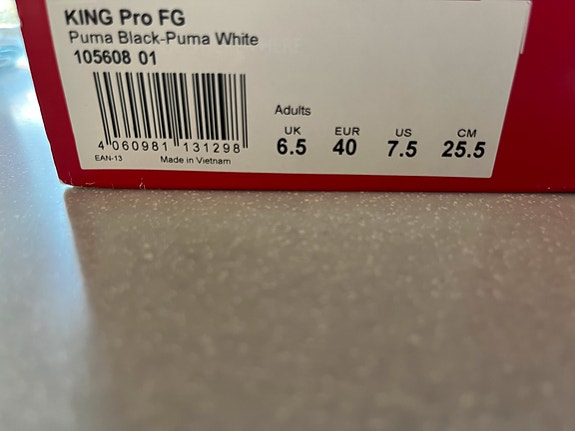 KING Pro FG
Puma Black-Puma White
105608 01
4 060981 131298
EAN-13 Made in Vietnam
Adults
UK EUR US CM
6.5 40 7.5 25.5